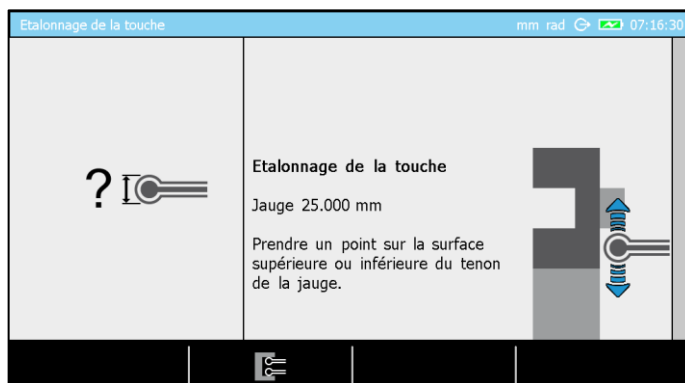 Etalonnage de la touche
mm rad 07:16:30
?
Etalonnage de la touche
Jauge 25.000 mm
Prendre un point sur la surface
supérieure ou inférieure du tenon
de la jauge.